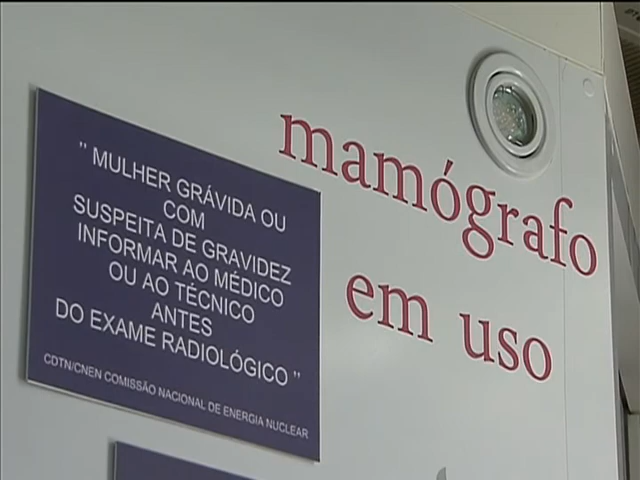 " MULHER GRÁVIDA OU
COM
SUSPEITA DE GRAVIDEZ
INFORMAR AO MÉDICO
OU AO TÉCNICO
ANTES
DO EXAME RADIOLÓGICO "
CDTN/CNEN COMISSÃO NACIONAL DE ENERGIA NUCLEAR
mamógrafo
em uso